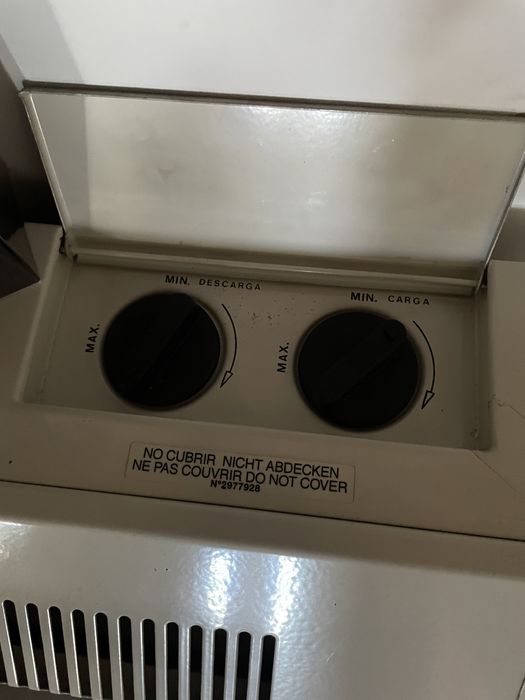 MIN. DESCARGA
MAX.
MIN. CARGA
MAX.
NO CUBRIR NICHT ABDECKEN
NE PAS COUVRIR DO NOT COVER
Nº2977928